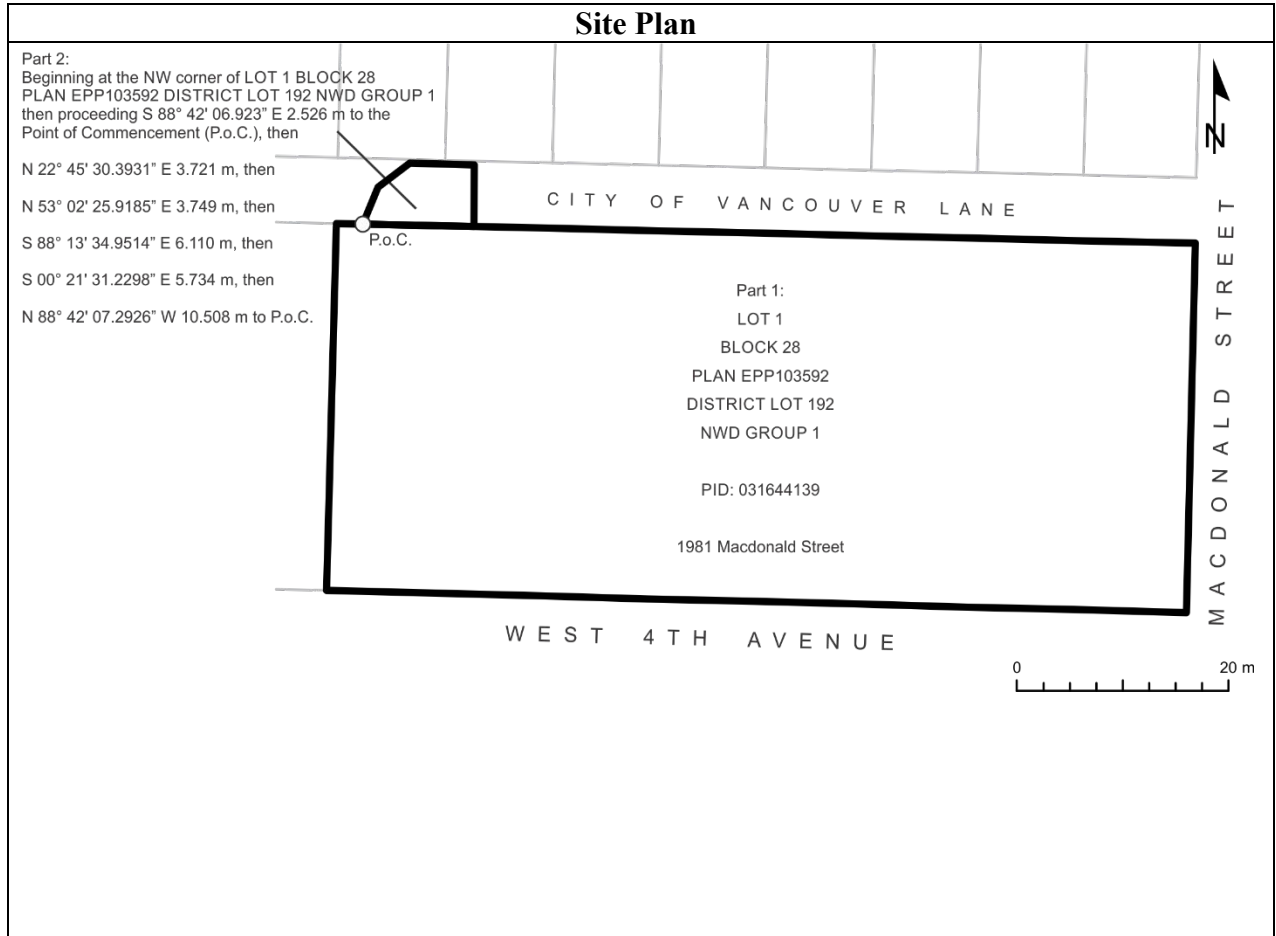 Site Plan
Part 2:
Beginning at the NW corner of LOT 1 BLOCK 28
PLAN EPP103592 DISTRICT LOT 192 NWD GROUP 1
then proceeding S 88° 42' 06.923” E 2.526 m to the
Point of Commencement (P.o.C.), then
N 22° 45' 30.3931” E 3.721 m, then
N 53° 02' 25.9185” E 3.749 m, then
S 88° 13' 34.9514” E 6.110 m, then
S 00° 21' 31.2298” E 5.734 m, then
N 88° 42' 07.2926” W 10.508 m to P.o.C.
P.o.C.
CITY OF VANCOUVER LANE
N
MACDONALD STREET
Part 1:
LOT 1
BLOCK 28
PLAN EPP103592
DISTRICT LOT 192
NWD GROUP 1
PID: 031644139
1981 Macdonald Street
WEST 4TH AVENUE
0 20 m